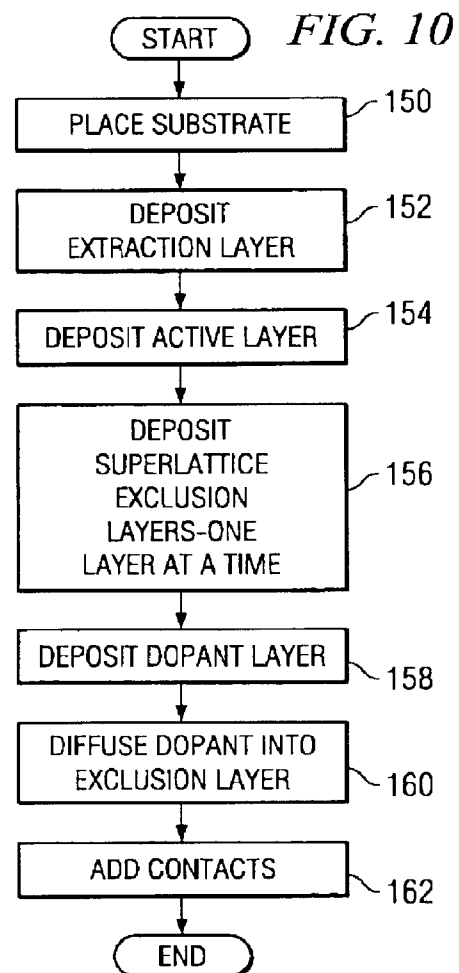 FIG. 10
START
PLACE SUBSTRATE
150
DEPOSIT
EXTRACTION LAYER
152
DEPOSIT ACTIVE LAYER
154
DEPOSIT
SUPERLATTICE
EXCLUSION
LAYERS-ONE
LAYER AT A TIME
156
DEPOSIT DOPANT LAYER
158
DIFFUSE DOPANT INTO
EXCLUSION LAYER
160
ADD CONTACTS
162
END